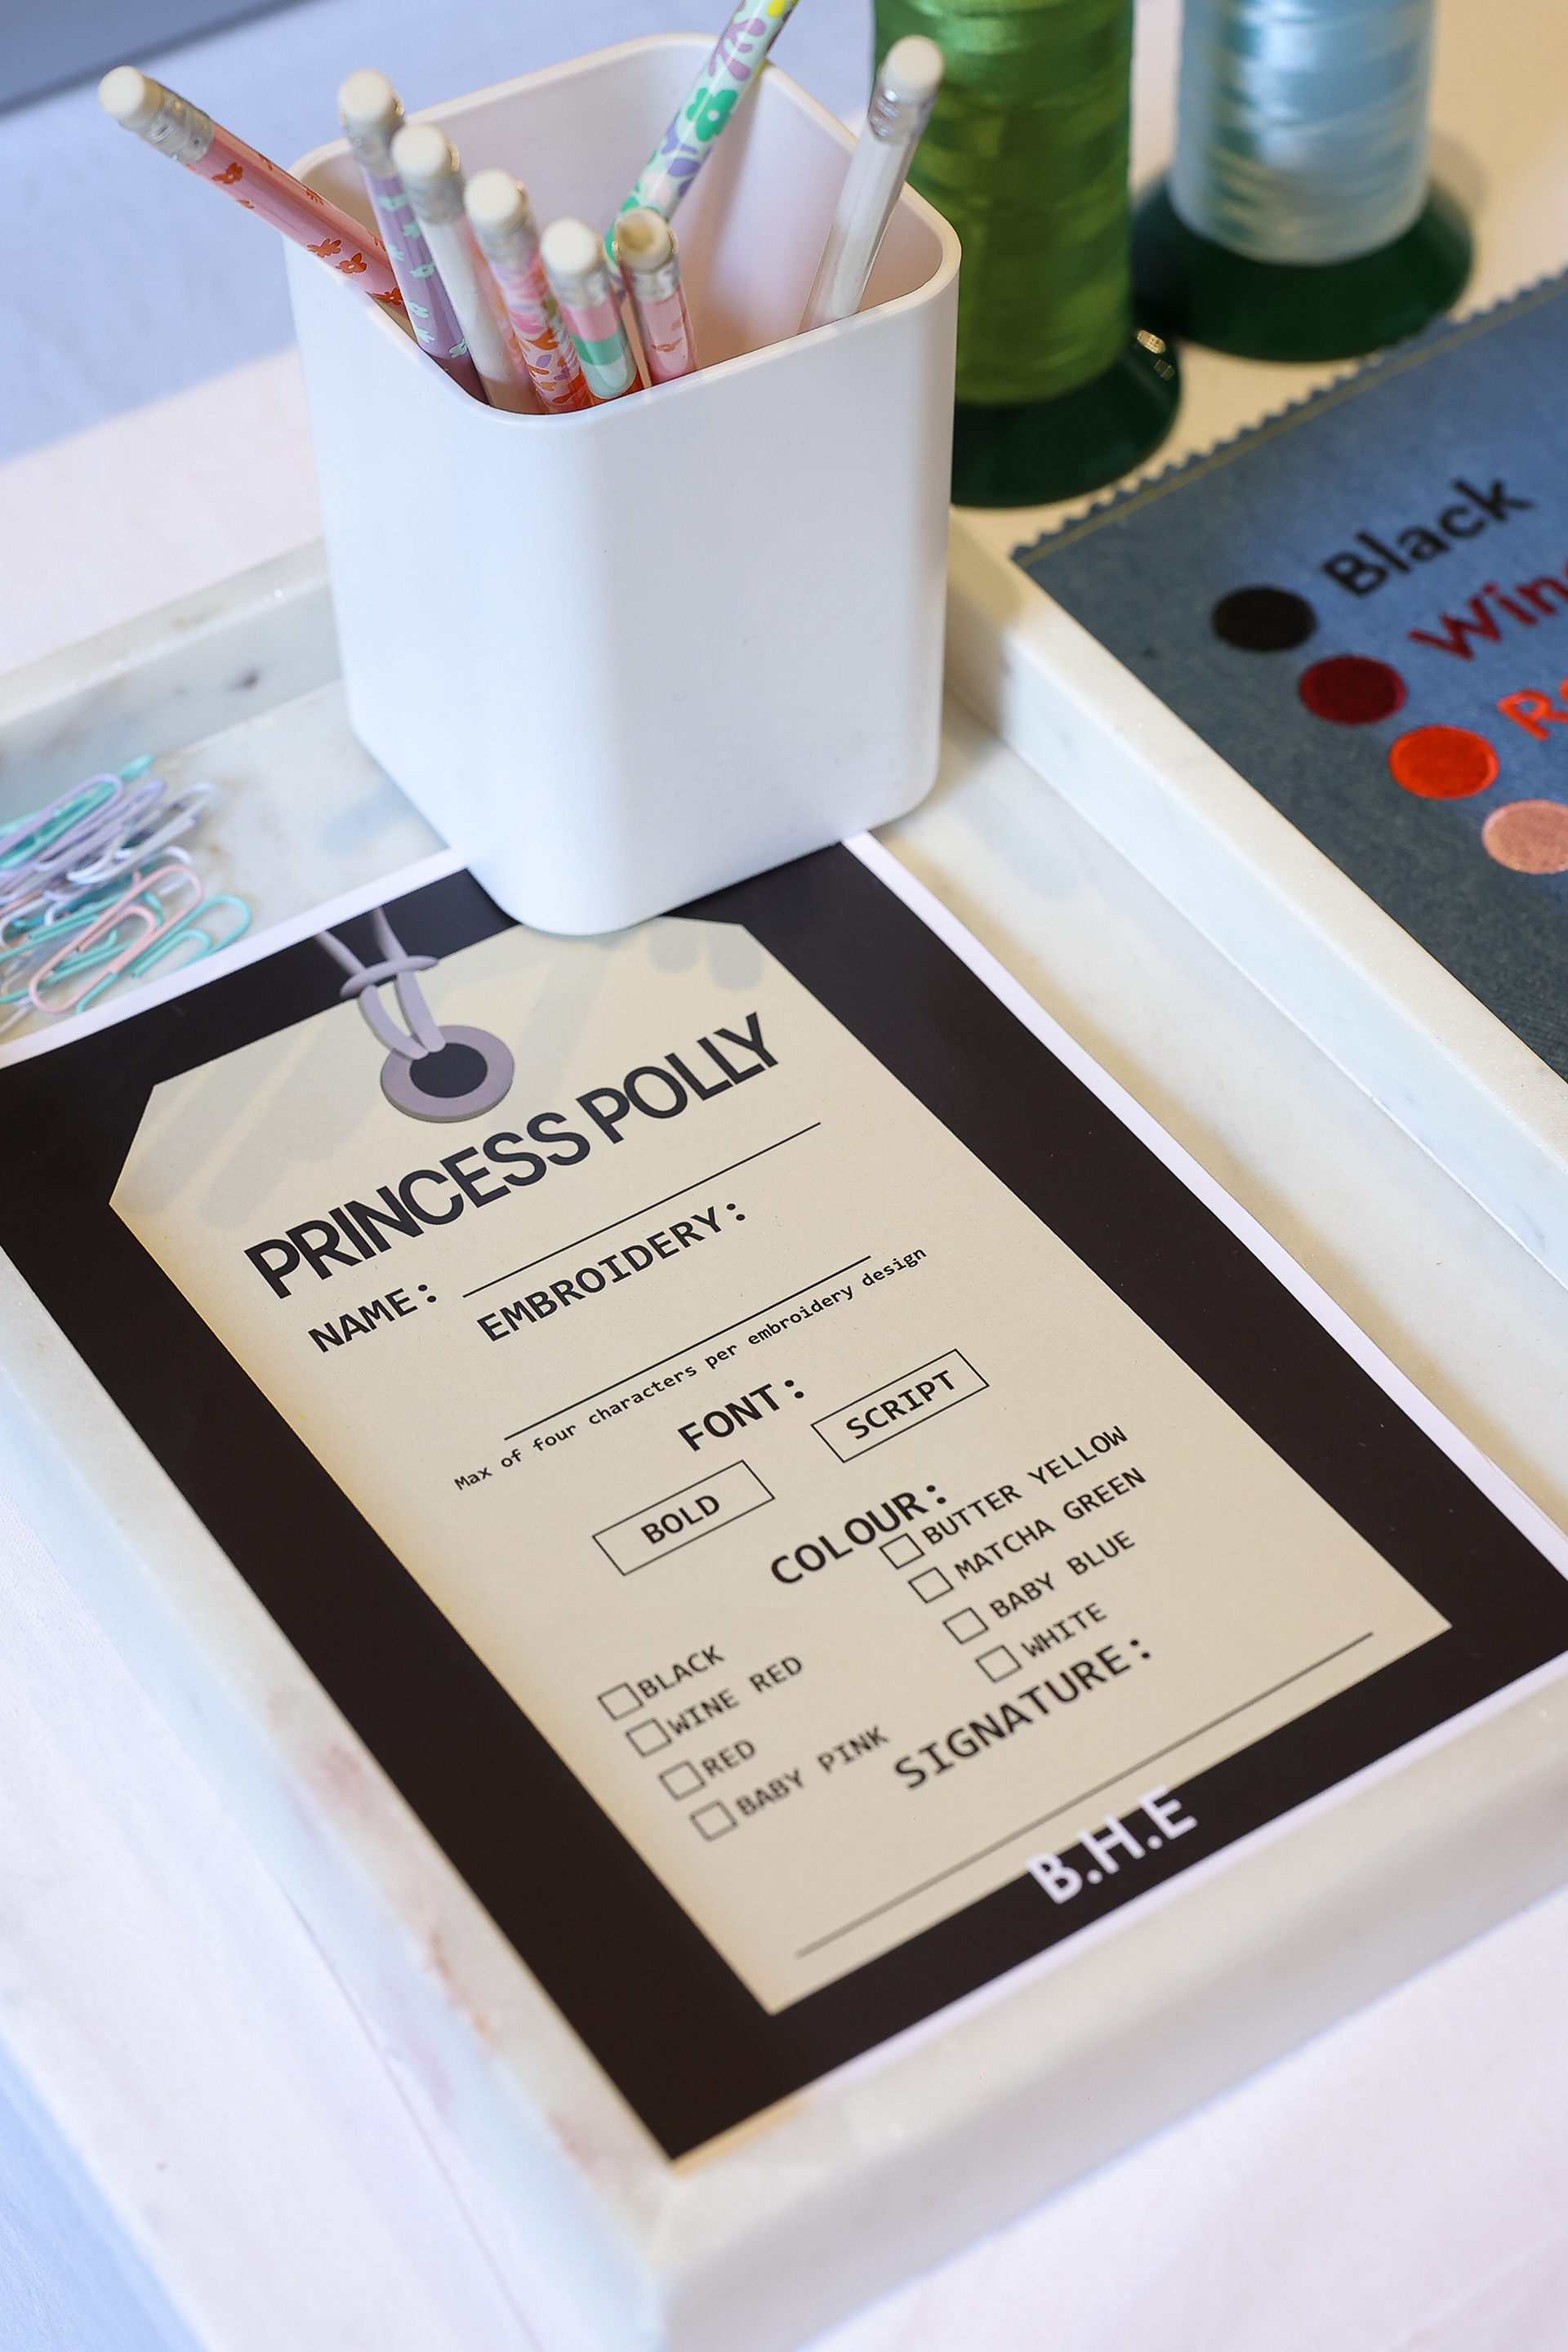 Black
PRINCESS POLLY
NAME:
EMBROIDERY:
Max of four characters per embroidery design
FONT:
BOLD
SCRIPT
COLOUR:
BLACK
WINE RED
RED
BABY PINK
BUTTER YELLOW
MATCHA GREEN
BABY BLUE
WHITE
SIGNATURE:
B.H.E